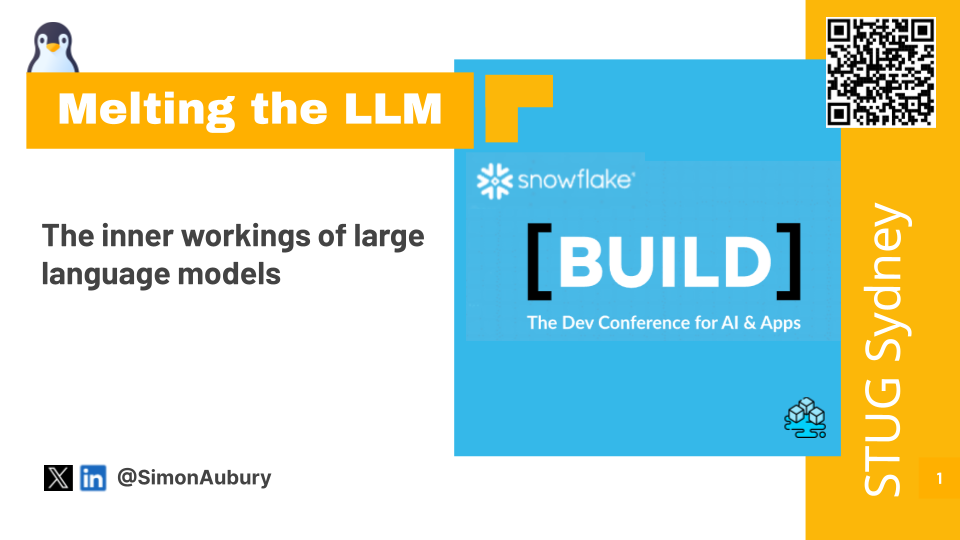 Melting the LLM
snowflake®
[BUILD]
The Dev Conference for AI & Apps
The inner workings of large
language models
@SimonAubury
STUG Sydney
1